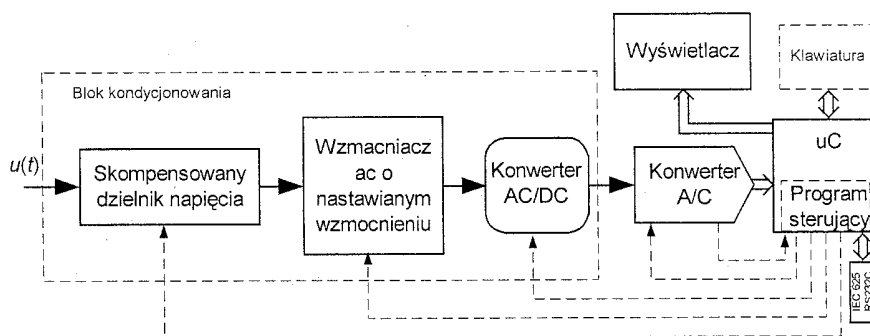 Wyświetlacz
Klawiatura
Blok kondycjonowania
u(t)
Skompensowany
dzielnik napięcia
Wzmacniacz
ac o
nastawianym
wzmocnieniu
Konwerter
AC/DC
Konwerter
A/C
uC
Program
sterujący
IEC 625
RS232C